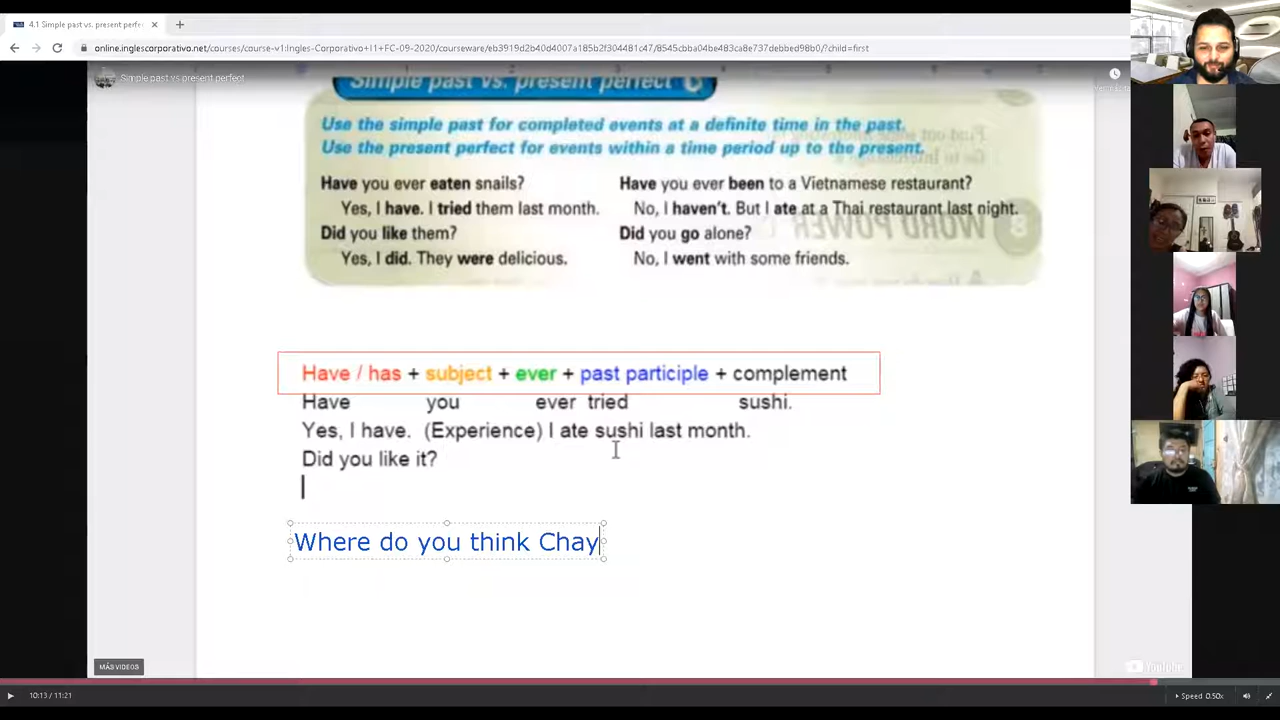 4.1 Simple past vs. present perfe
online.inglescorporativo.net/courses/course-v1:Ingles-Corporativo+I1+FC-09-2020/courseware/eb3919d2b40d4007a185b2f304481c47/8545cbba04be483ca8e737debbed98b0/?child=first
Simple past vs present perfect
Simple past vs. present perfect
Use the simple past for completed events at a definite time in the past.
Use the present perfect for events within a time period up to the present.
Have you ever eaten snails?
Yes, I have. I tried them last month.
Did you like them?
Yes, I did. They were delicious.
Have you ever been to a Vietnamese restaurant?
No, I haven't. But I ate at a Thai restaurant last night.
Did you go alone?
No, I went with some friends.
WORD POWER
Have / has + subject + ever + past participle + complement
Have you ever tried sushi.
Yes, I have. (Experience) I ate sushi last month.
Did you like it?
Where do you think Chay
MÁS VIDEOS
YouTube
10:13 / 11:21
Speed 0.50x